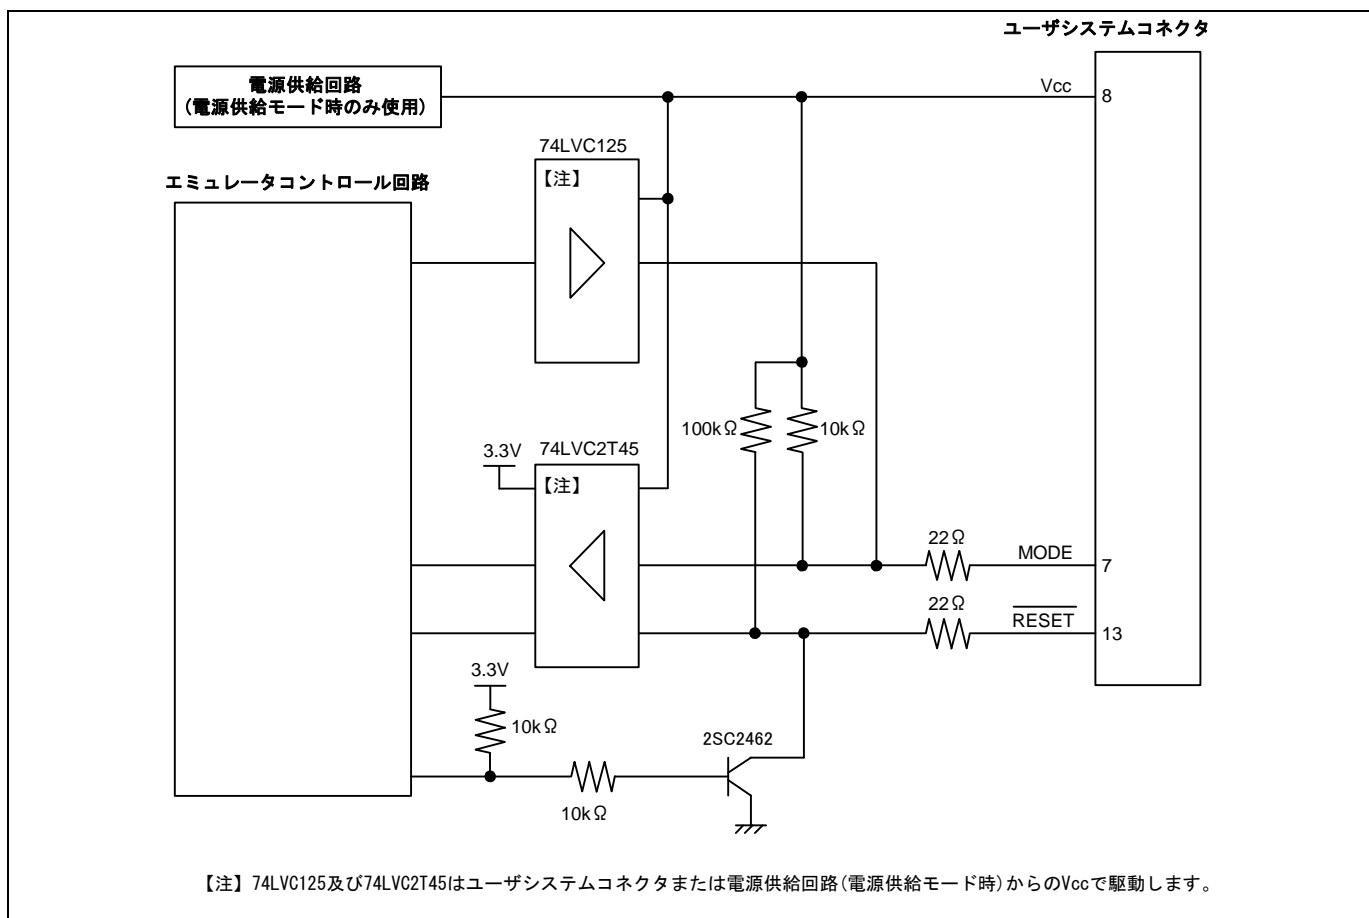 ユーザシステムコネクタ
電源供給回路
(電源供給モード時のみ使用)
Vcc
8
74LVC125
【注】
エミュレータコントロール回路
100kΩ
10kΩ
3.3V
74LVC2T45
【注】
22Ω
MODE
7
22Ω
RESET
13
3.3V
10kΩ
2SC2462
10kΩ
【注】74LVC125及び74LVC2T45はユーザシステムコネクタまたは電源供給回路(電源供給モード時)からのVccで駆動します。